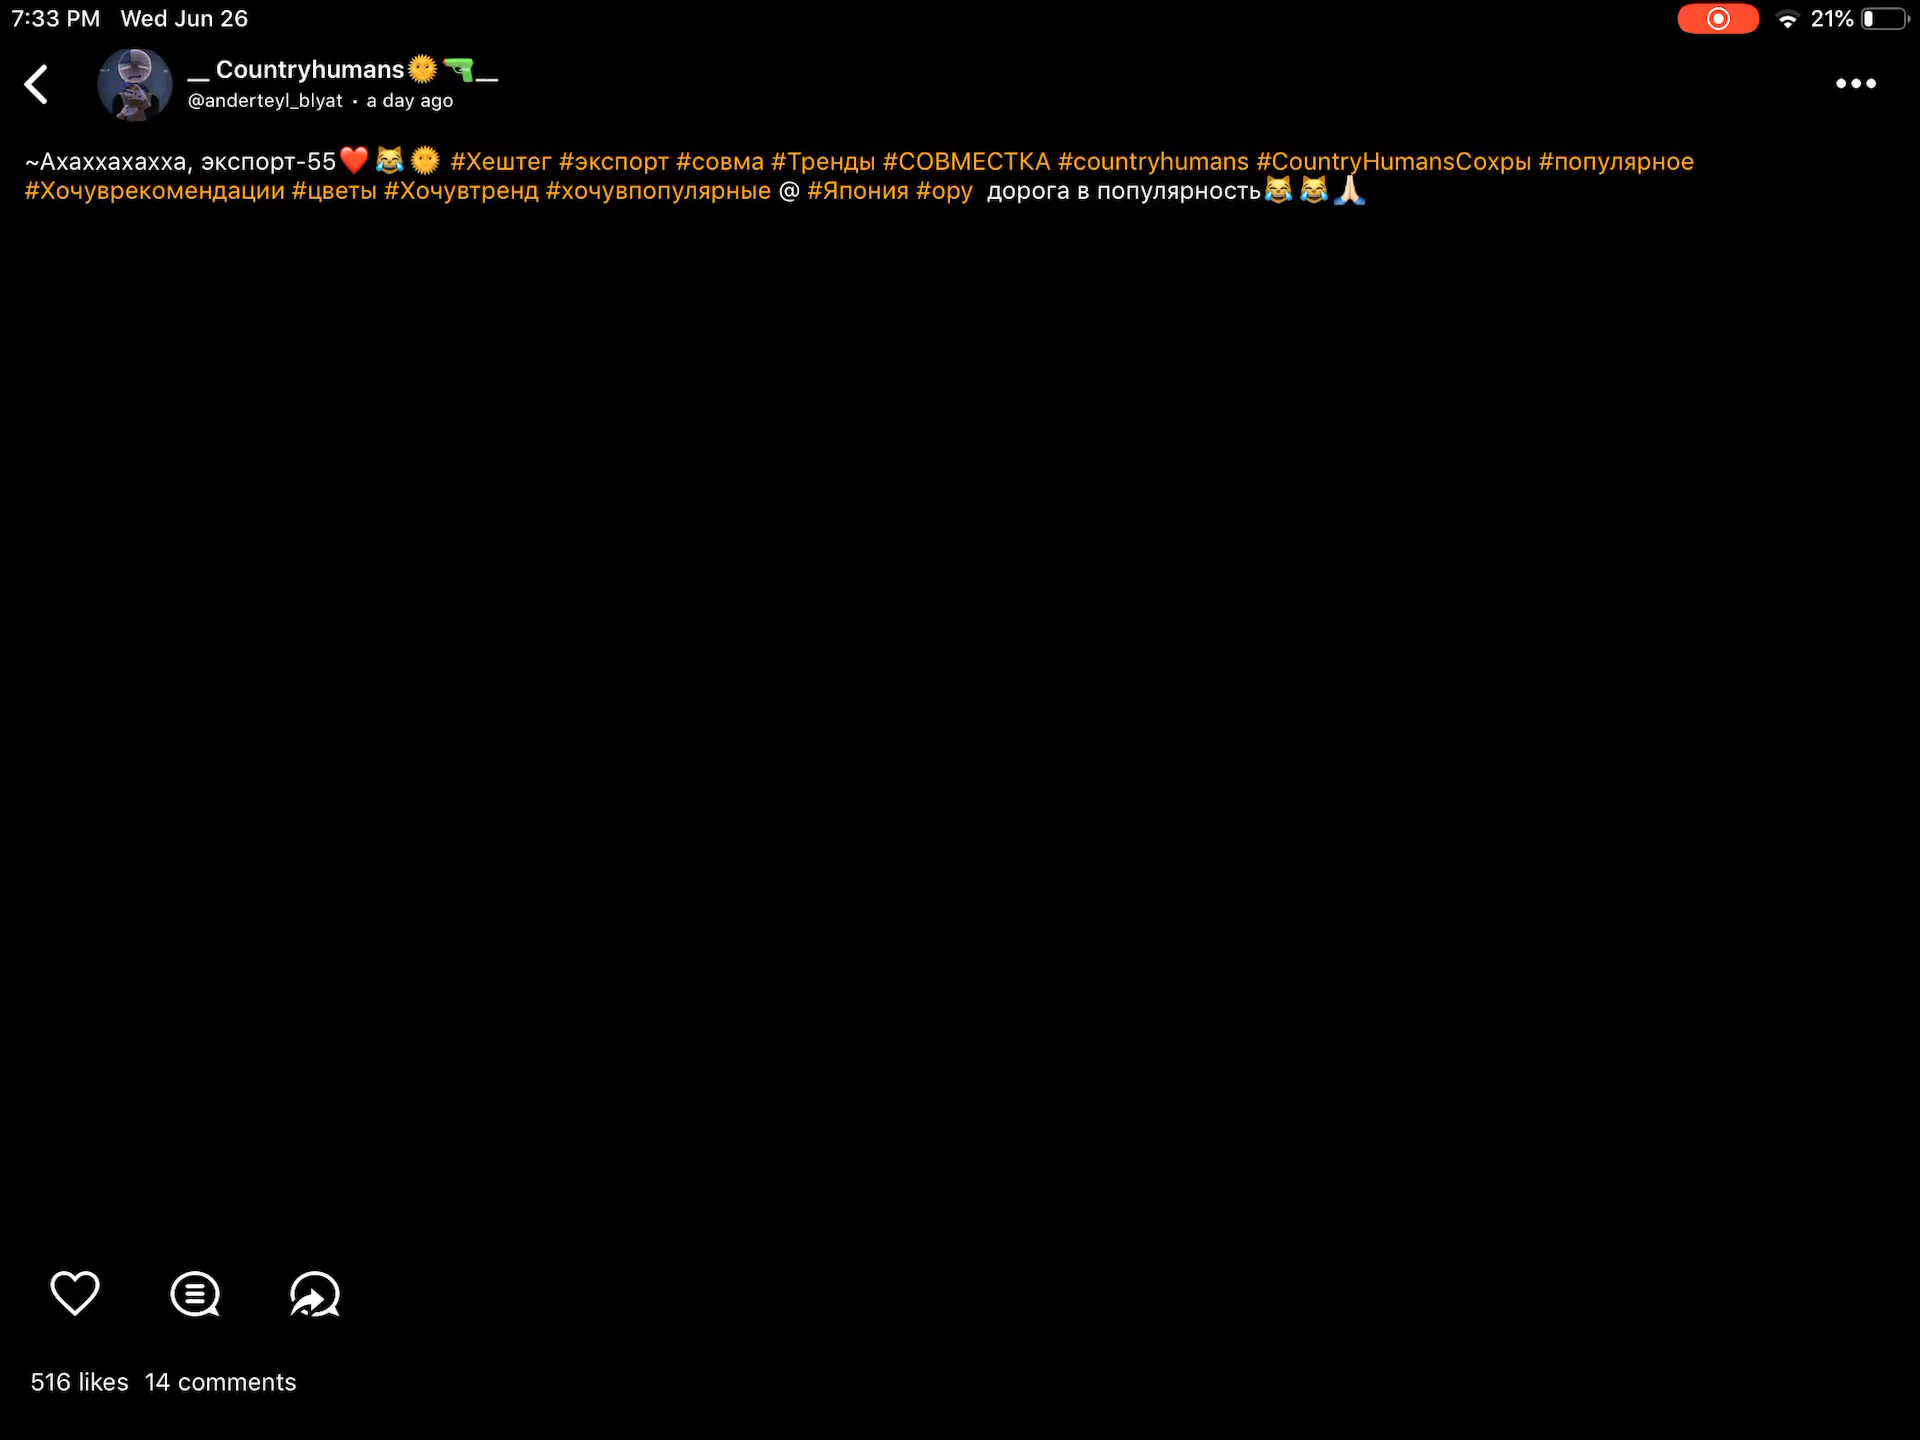 7:33 PM Wed Jun 26 21%
__ Countryhumans🌞🔫__
@anderteyl_blyat · a day ago
~Ахаххахахха, экспорт-55❤️😹🌞 #Хештег #экспорт #совма #Тренды #СОВМЕСТКА #countryhumans #CountryHumansСохры #популярное
#Хочуврекомендации #цветы #Хочувтренд #хочувпопулярные @ #Япония #ору дорога в популярность😹😹🙏🏻
516 likes 14 comments